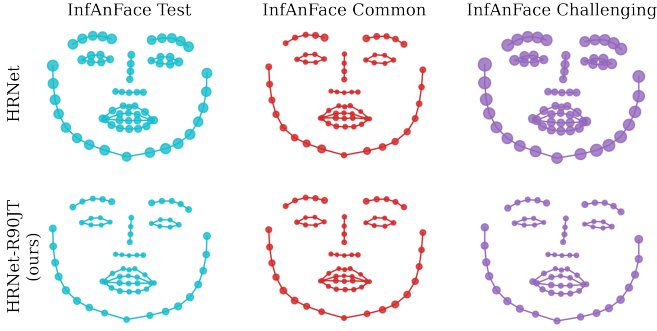 InfAnFace Test
InfAnFace Common
InfAnFace Challenging
HRNet
HRNet-R90JT
(ours)